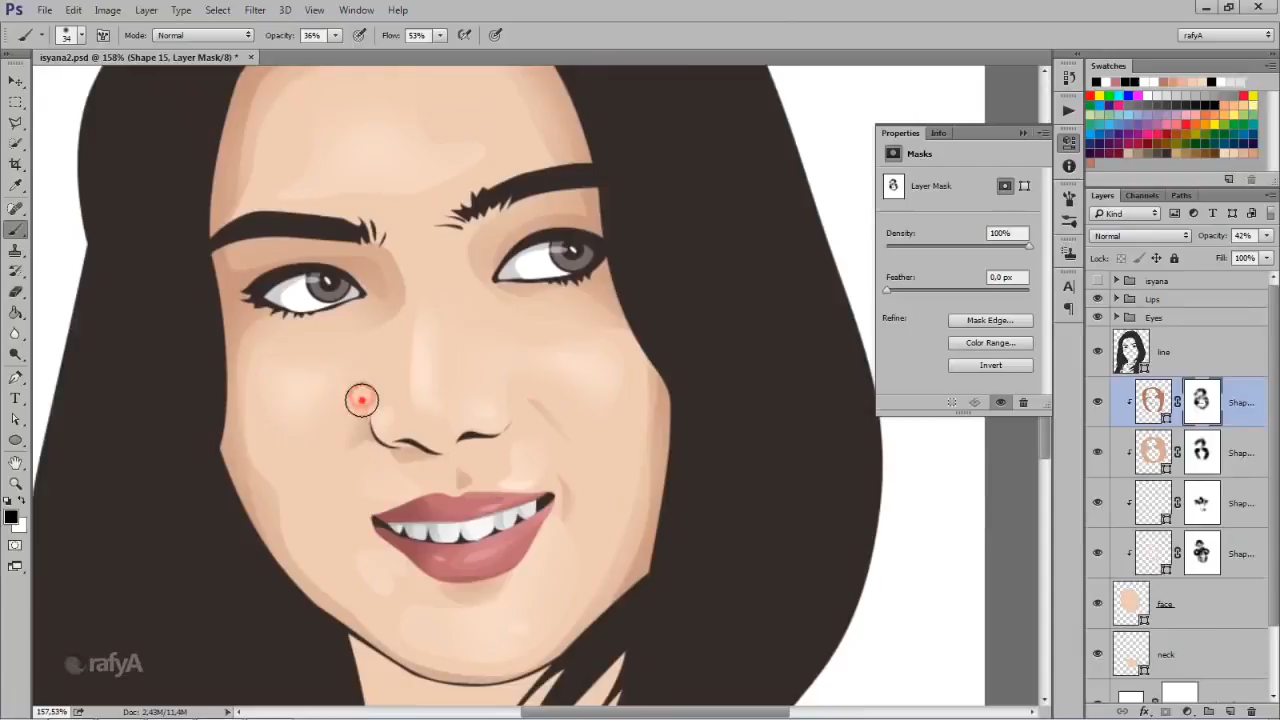 Ps File Edit Image Layer Type Select Filter 3D View Window Help
34 Mode: Normal Opacity: 36% Flow: 53% rafyA
isyana2.psd @ 158% (Shape 15, Layer Mask/8) * ×
Swatches
Properties Info
Masks
Layer Mask
Density: 100%
Feather: 0,0 px
Refine: Mask Edge...
Color Range...
Invert
Layers Channels Paths
Kind
Normal Opacity: 42%
Lock: Fill: 100%
isyana
Lips
Eyes
line
Shap...
Shap...
Shap...
Shap...
face
neck
rafyA
157,53% Doc: 2,43M/11,4M